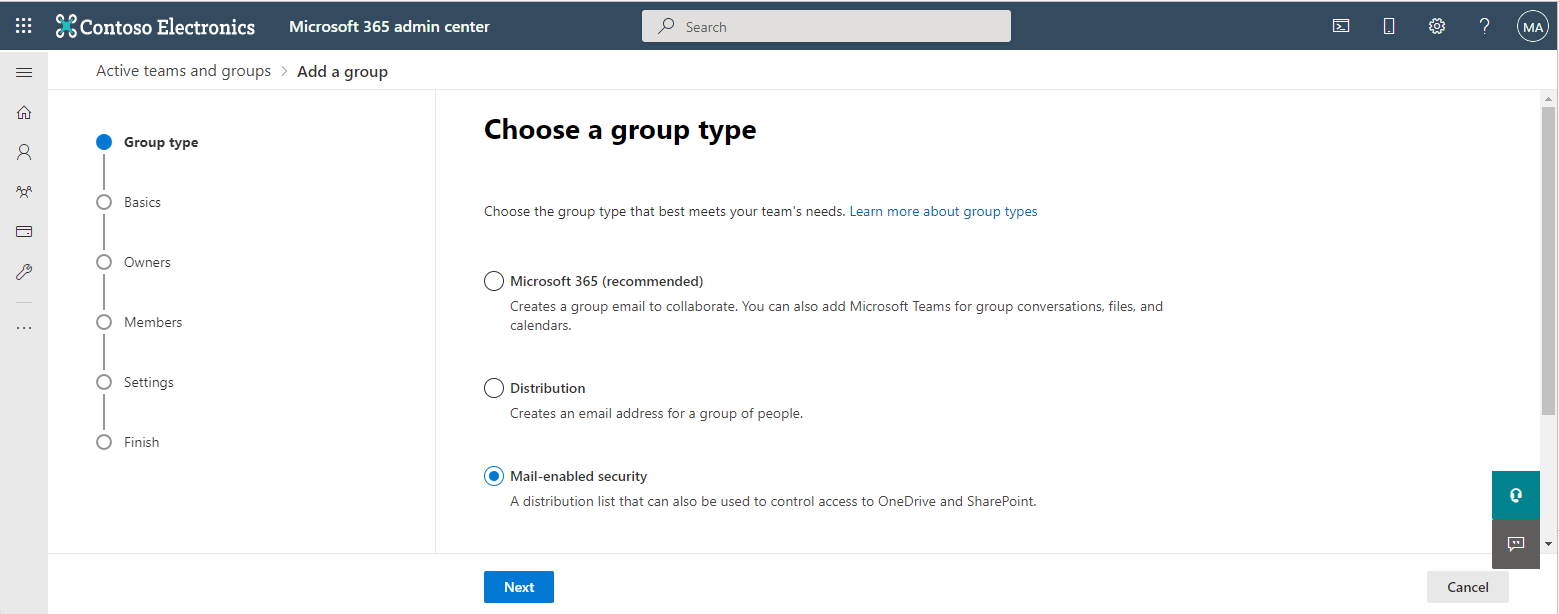 Contoso Electronics Microsoft 365 admin center Search MA
Active teams and groups > Add a group
Group type
Basics
Owners
Members
Settings
Finish
Choose a group type
Choose the group type that best meets your team's needs. Learn more about group types
Microsoft 365 (recommended)
Creates a group email to collaborate. You can also add Microsoft Teams for group conversations, files, and
calendars.
Distribution
Creates an email address for a group of people.
Mail-enabled security
A distribution list that can also be used to control access to OneDrive and SharePoint.
Next Cancel